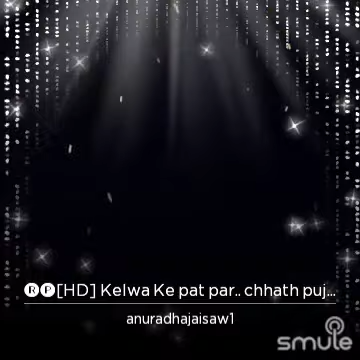 🅡🅟[HD] Kelwa Ke pat par.. chhath puj...
anuradhajaisaw1
smule